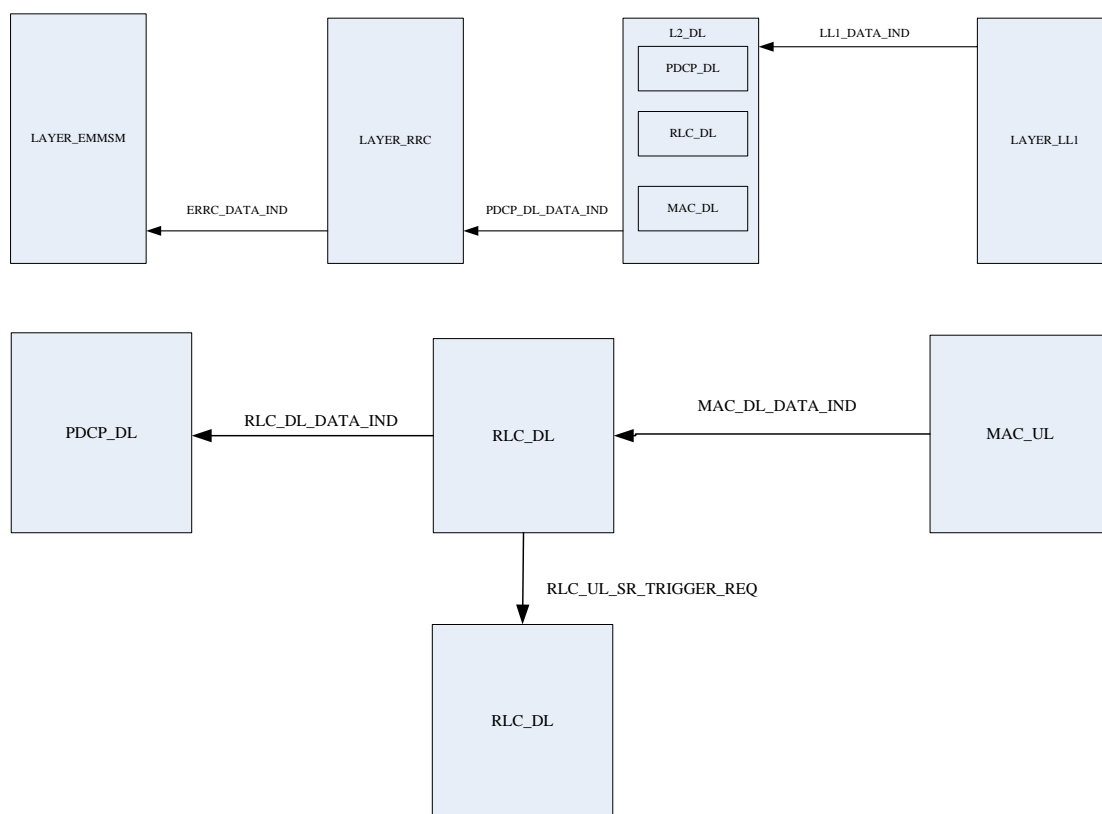 L2_DL
LL1_DATA_IND
PDCP_DL
LAYER_EMMSM
LAYER_RRC
RLC_DL
LAYER_LL1
ERRC_DATA_IND
PDCP_DL_DATA_IND
MAC_DL
RLC_DL_DATA_IND
MAC_DL_DATA_IND
PDCP_DL
RLC_DL
MAC_UL
RLC_UL_SR_TRIGGER_REQ
RLC_DL